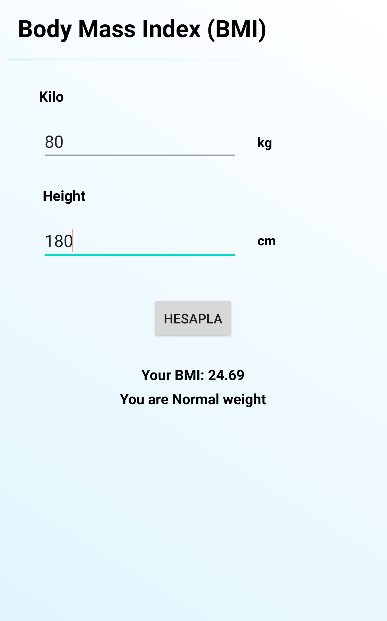 Body Mass Index (BMI)
Kilo
80 kg
Height
180 cm
HESAPLA
Your BMI: 24.69
You are Normal weight